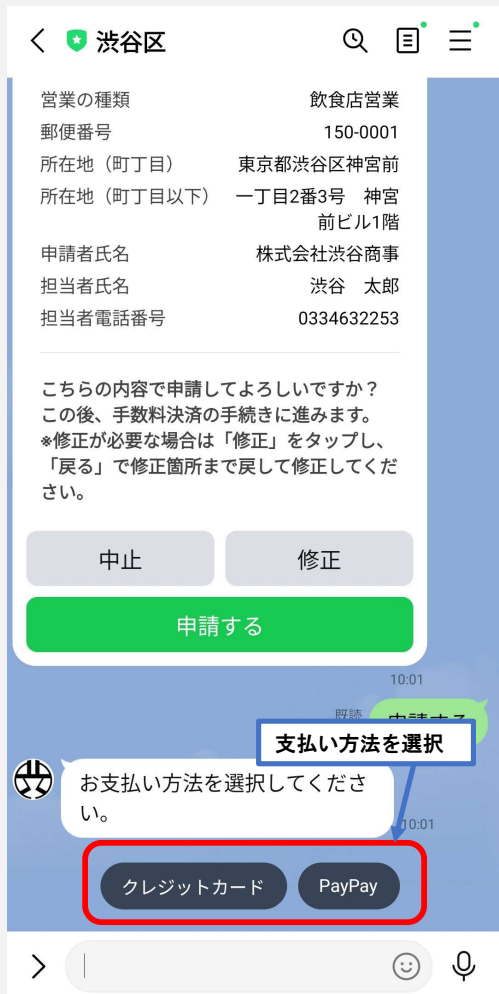 渋谷区
営業の種類 飲食店営業
郵便番号 150-0001
所在地（町丁目） 東京都渋谷区神宮前
所在地（町丁目以下） 一丁目2番3号　神宮
前ビル1階
申請者氏名 株式会社渋谷商事
担当者氏名 渋谷　太郎
担当者電話番号 0334632253
こちらの内容で申請してよろしいですか？
この後、手数料決済の手続きに進みます。
※修正が必要な場合は「修正」をタップし、
「戻る」で修正箇所まで戻して修正してくだ
さい。
中止 修正
申請する
10:01
既読
申請する
支払い方法を選択
お支払い方法を選択してくださ
い。
10:01
クレジットカード PayPay